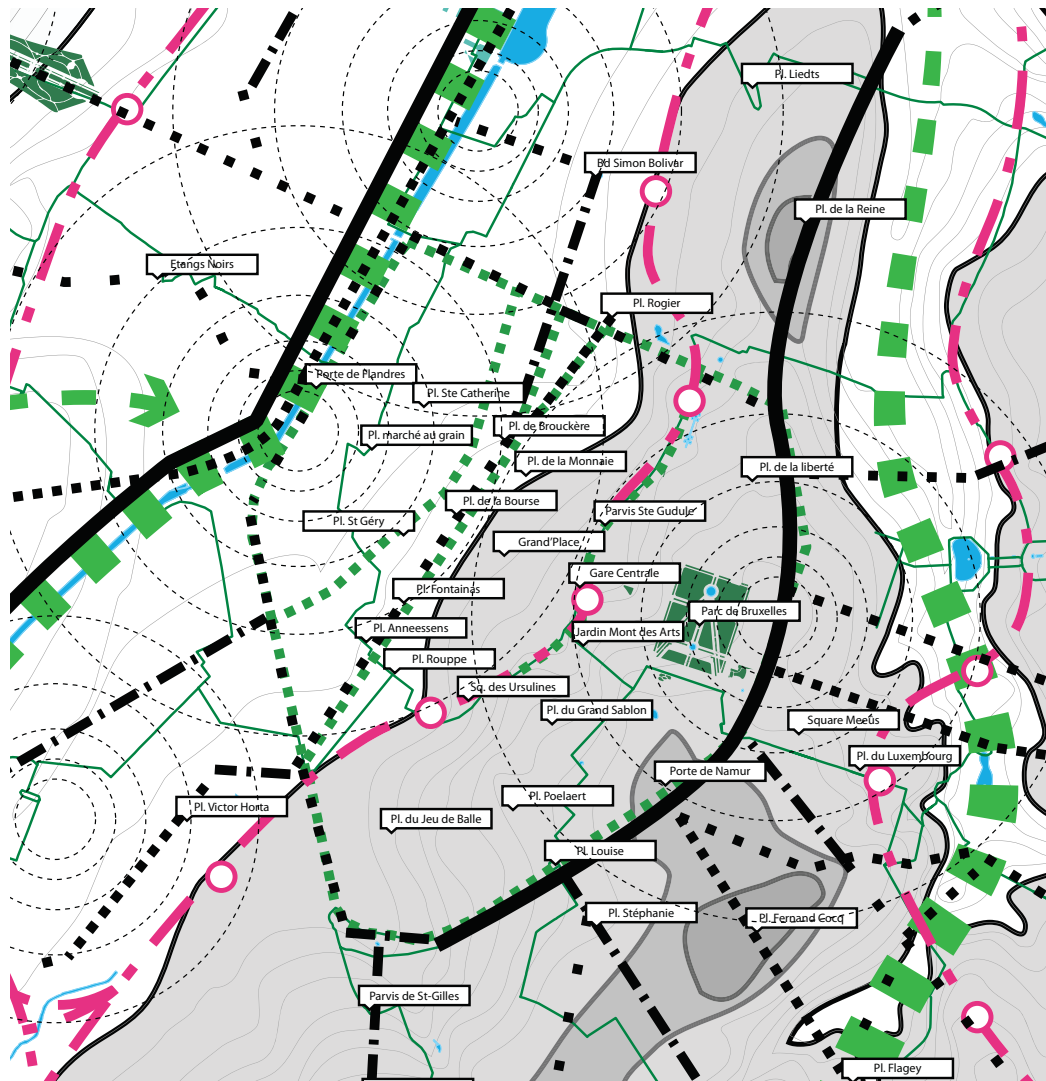 Pl. Liedts
Bd Simon Bolivar
Pl. de la Reine
Etangs Noirs
Pl. Rogier
Porte de Flandres
Pl. Ste Catherine
Pl. marché au grain
Pl. de Brouckère
Pl. de la Monnaie
Pl. de la liberté
Pl. de la Bourse
Parvis Ste Gudule
Pl. St Géry
Grand'Place
Gare Centrale
Pl. Fontainas
Parc de Bruxelles
Pl. Anneessens
Jardin Mont des Arts
Pl. Rouppe
Sq. des Ursulines
Pl. du Grand Sablon
Square Meeus
Pl. du Luxembourg
Porte de Namur
Pl. Poelaert
Pl. Victor Horta
Pl. du Jeu de Balle
Pl. Louise
Pl. Stéphanie
Pl. Fernand Cocq
Parvis de St-Gilles
Pl. Flagey